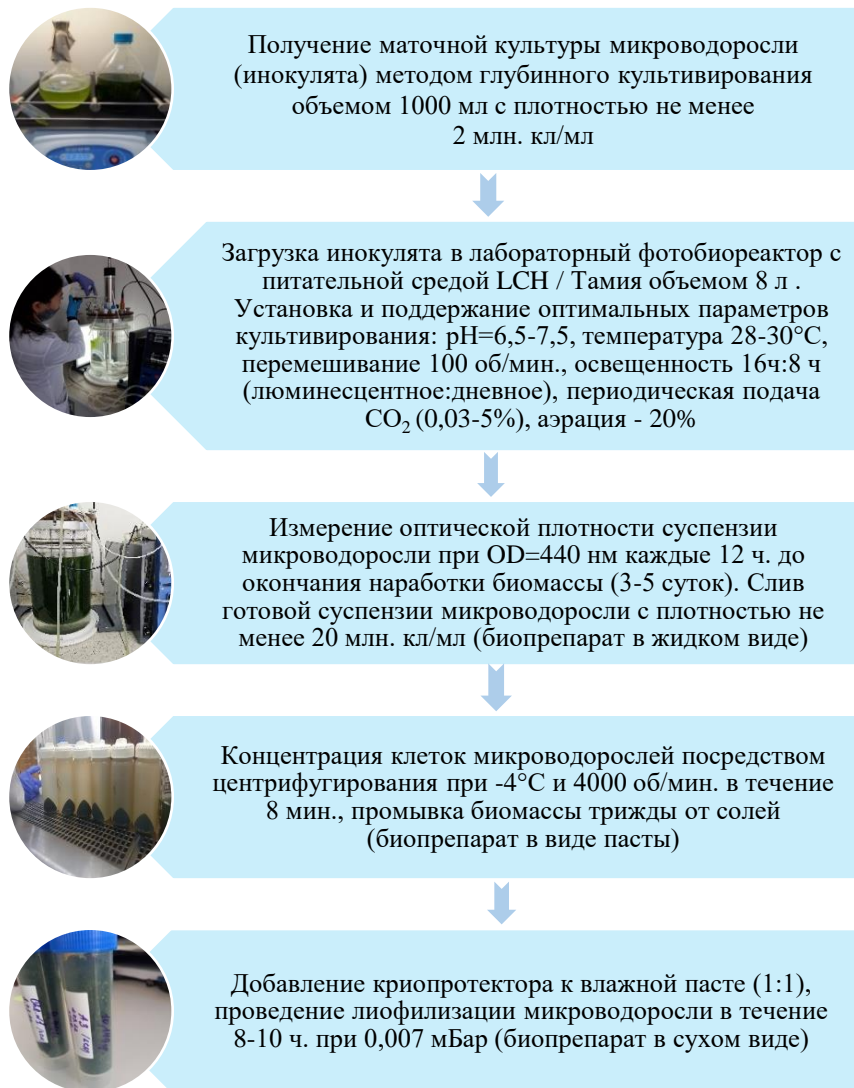 Получение маточной культуры микроводоросли
(инокулята) методом глубинного культивирования
объемом 1000 мл с плотностью не менее
2 млн. кл/мл
Загрузка инокулята в лабораторный фотобиореактор с
питательной средой LCH / Тамия объемом 8 л .
Установка и поддержание оптимальных параметров
культивирования: pH=6,5-7,5, температура 28-30°C,
перемешивание 100 об/мин., освещенность 16ч:8 ч
(люминесцентное:дневное), периодическая подача
CO₂ (0,03-5%), аэрация - 20%
Измерение оптической плотности суспензии
микроводоросли при OD=440 нм каждые 12 ч. до
окончания наработки биомассы (3-5 суток). Слив
готовой суспензии микроводоросли с плотностью не
менее 20 млн. кл/мл (биопрепарат в жидком виде)
Концентрация клеток микроводорослей посредством
центрифугирования при -4°C и 4000 об/мин. в течение
8 мин., промывка биомассы трижды от солей
(биопрепарат в виде пасты)
Добавление криопротектора к влажной пасте (1:1),
проведение лиофилизации микроводоросли в течение
8-10 ч. при 0,007 мБар (биопрепарат в сухом виде)